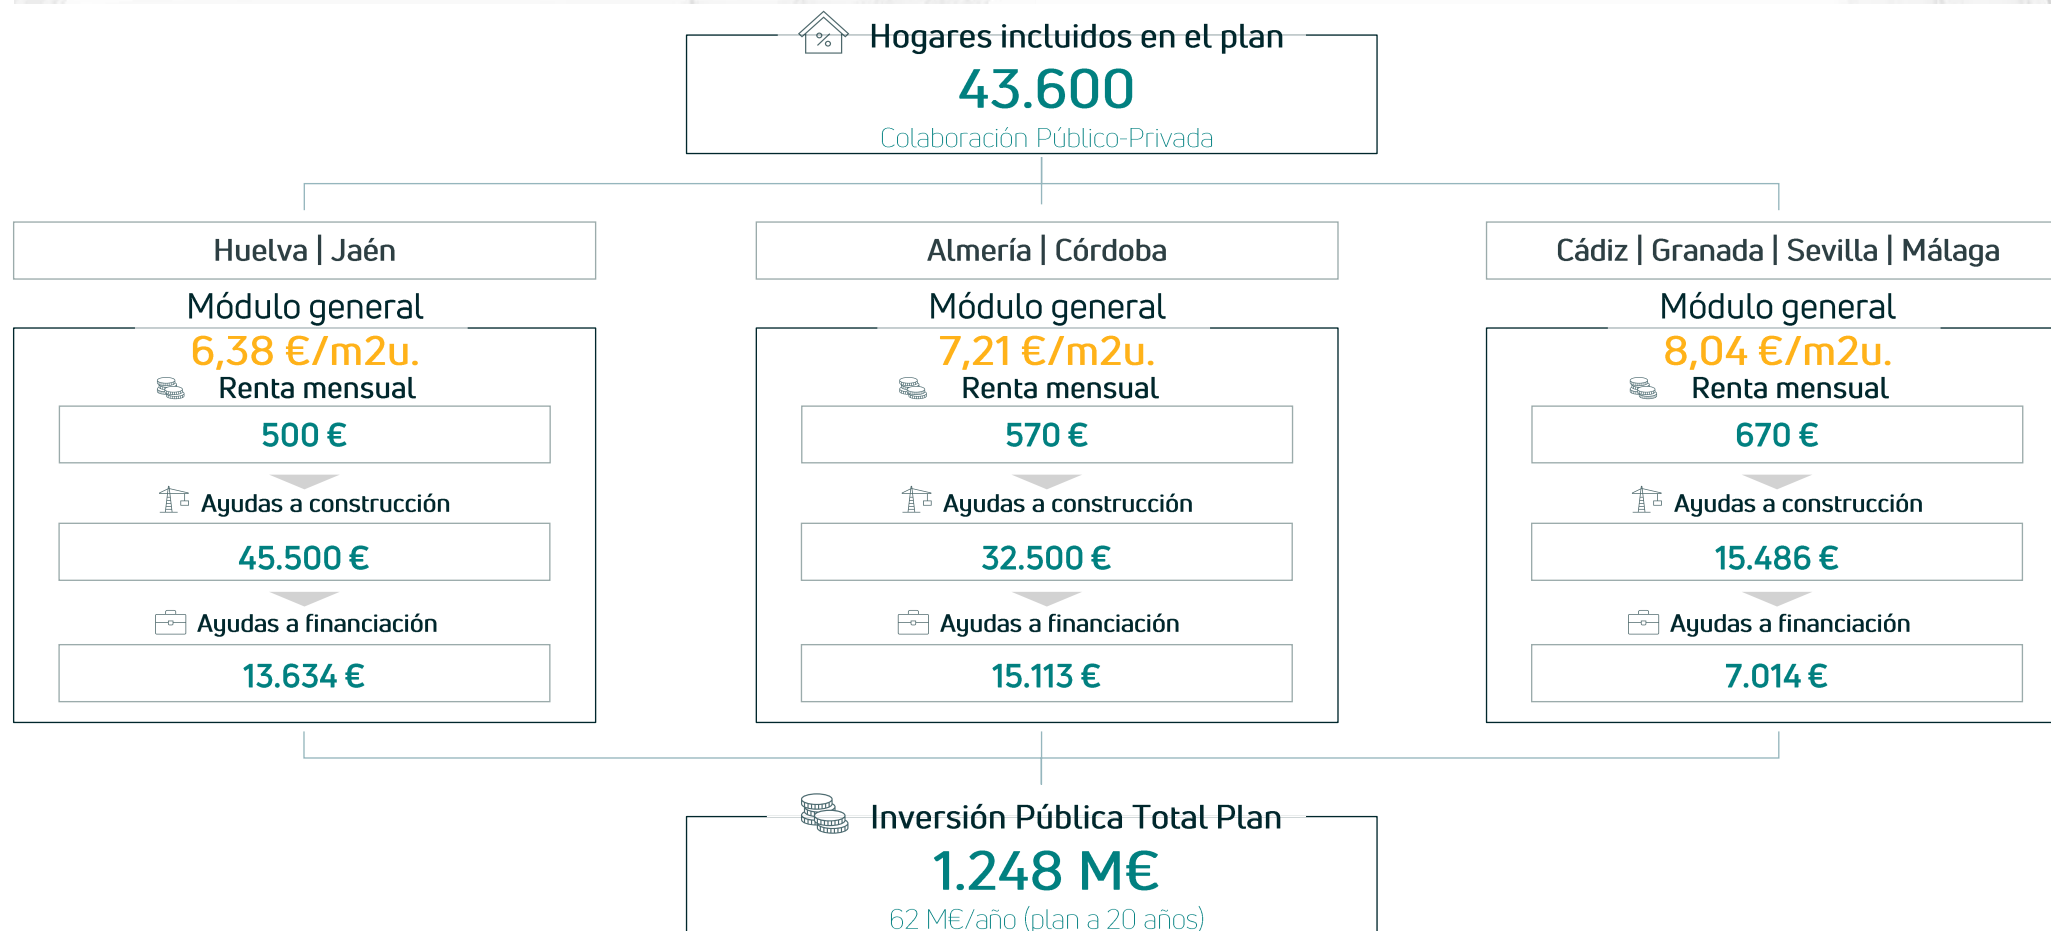 Hogares incluidos en el plan
43.600
Colaboración Público-Privada
Huelva | Jaén
Módulo general
6,38 €/m2u.
Renta mensual
500 €
Ayudas a construcción
45.500 €
Ayudas a financiación
13.634 €
Almería | Córdoba
Módulo general
7,21 €/m2u.
Renta mensual
570 €
Ayudas a construcción
32.500 €
Ayudas a financiación
15.113 €
Cádiz | Granada | Sevilla | Málaga
Módulo general
8,04 €/m2u.
Renta mensual
670 €
Ayudas a construcción
15.486 €
Ayudas a financiación
7.014 €
Inversión Pública Total Plan
1.248 M€
62 M€/año (plan a 20 años)